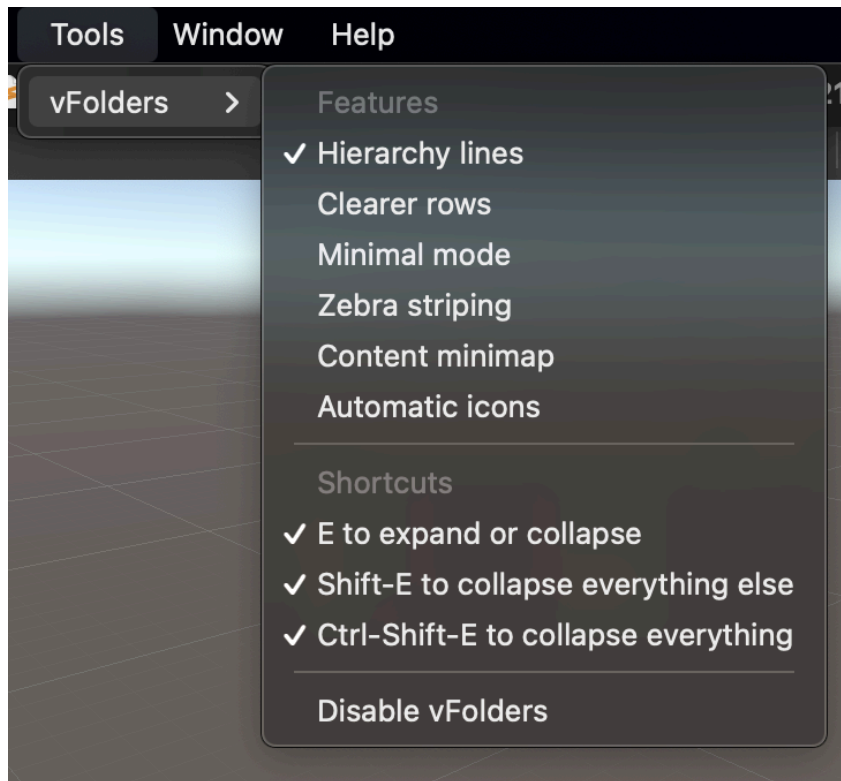 Tools Window Help
vFolders
Features
✓ Hierarchy lines
Clearer rows
Minimal mode
Zebra striping
Content minimap
Automatic icons
Shortcuts
✓ E to expand or collapse
✓ Shift-E to collapse everything else
✓ Ctrl-Shift-E to collapse everything
Disable vFolders